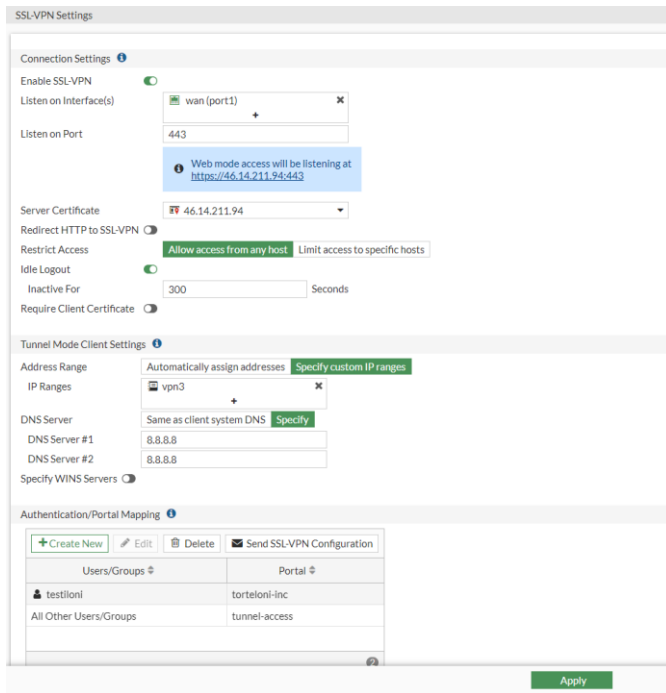 SSL-VPN Settings
Connection Settings
Enable SSL-VPN
Listen on Interface(s) wan (port1)
Listen on Port 443
Web mode access will be listening at
https://46.14.211.94:443
Server Certificate 46.14.211.94
Redirect HTTP to SSL-VPN
Restrict Access Allow access from any host Limit access to specific hosts
Idle Logout
Inactive For 300 Seconds
Require Client Certificate
Tunnel Mode Client Settings
Address Range Automatically assign addresses Specify custom IP ranges
IP Ranges vpn3
DNS Server Same as client system DNS Specify
DNS Server #1 8.8.8.8
DNS Server #2 8.8.8.8
Specify WINS Servers
Authentication/Portal Mapping
Create New Edit Delete Send SSL-VPN Configuration
Users/Groups Portal
testiloni torteloni-inc
All Other Users/Groups tunnel-access
Apply